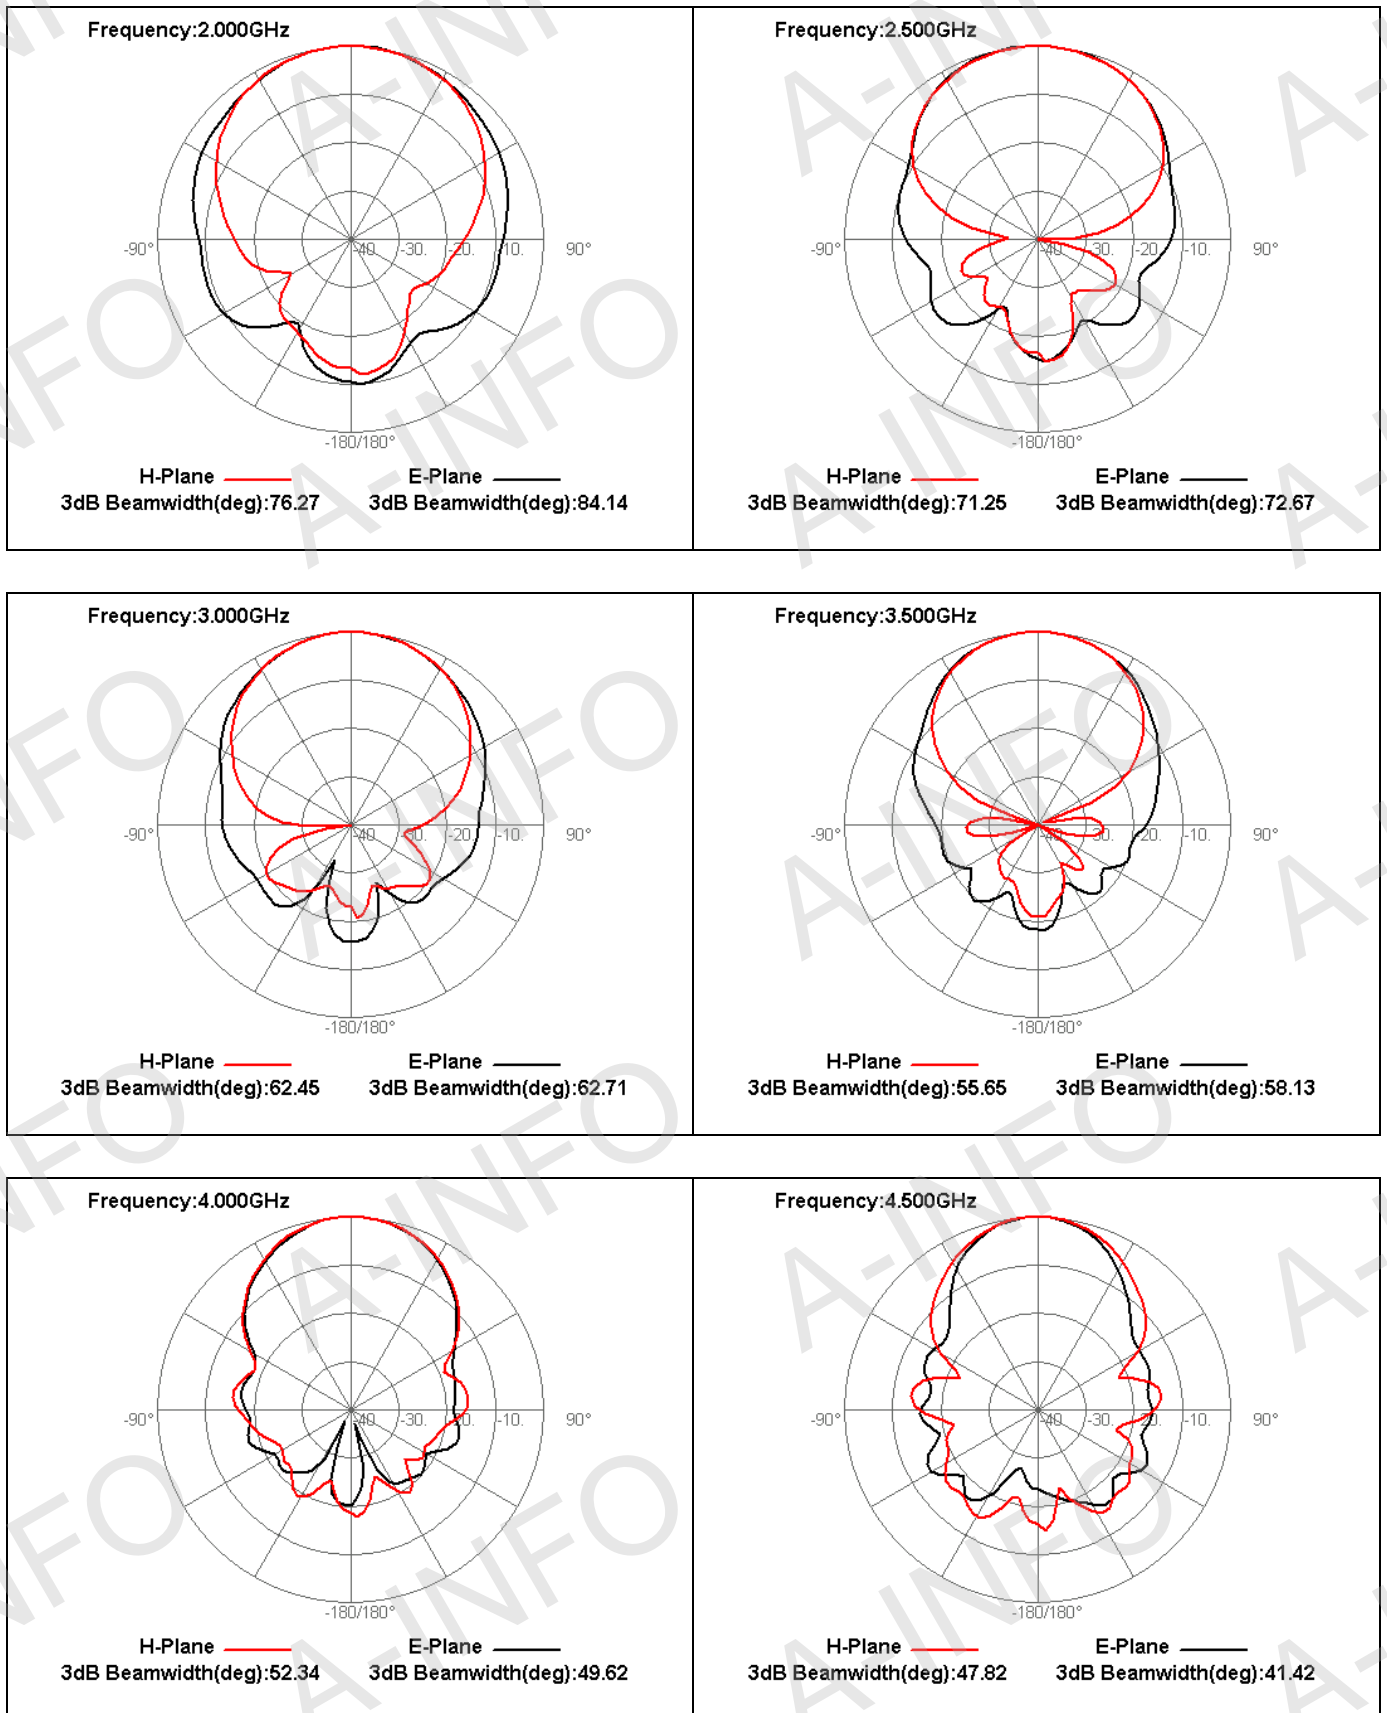 Frequency:2.000GHz
-90° -40 -30. -20. -10. 90°
-180/180°
H-Plane E-Plane
3dB Beamwidth(deg):76.27 3dB Beamwidth(deg):84.14
Frequency:2.500GHz
-90° -40 -30. -20. -10. 90°
-180/180°
H-Plane E-Plane
3dB Beamwidth(deg):71.25 3dB Beamwidth(deg):72.67
Frequency:3.000GHz
-90° -40 -30. -20. -10. 90°
-180/180°
H-Plane E-Plane
3dB Beamwidth(deg):62.45 3dB Beamwidth(deg):62.71
Frequency:3.500GHz
-90° -40 -30. -20. -10. 90°
-180/180°
H-Plane E-Plane
3dB Beamwidth(deg):55.65 3dB Beamwidth(deg):58.13
Frequency:4.000GHz
-90° -40 -30. -20. -10. 90°
-180/180°
H-Plane E-Plane
3dB Beamwidth(deg):52.34 3dB Beamwidth(deg):49.62
Frequency:4.500GHz
-90° -40 -30. -20. -10. 90°
-180/180°
H-Plane E-Plane
3dB Beamwidth(deg):47.82 3dB Beamwidth(deg):41.42
A-INFO